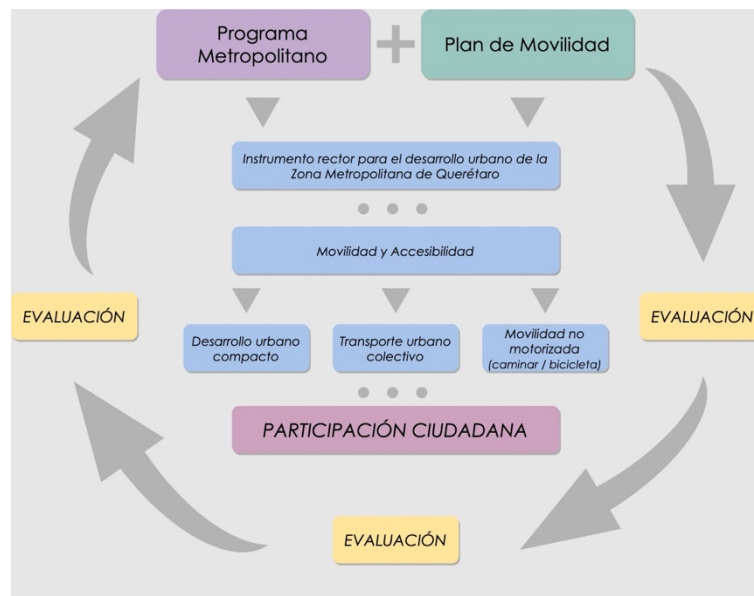 Programa
Metropolitano
+
Plan de Movilidad
Instrumento rector para el desarrollo urbano de la
Zona Metropolitana de Querétaro
Movilidad y Accesibilidad
EVALUACIÓN
EVALUACIÓN
Desarrollo urbano
compacto
Transporte urbano
colectivo
Movilidad no
motorizada
(caminar / bicicleta)
PARTICIPACIÓN CIUDADANA
EVALUACIÓN